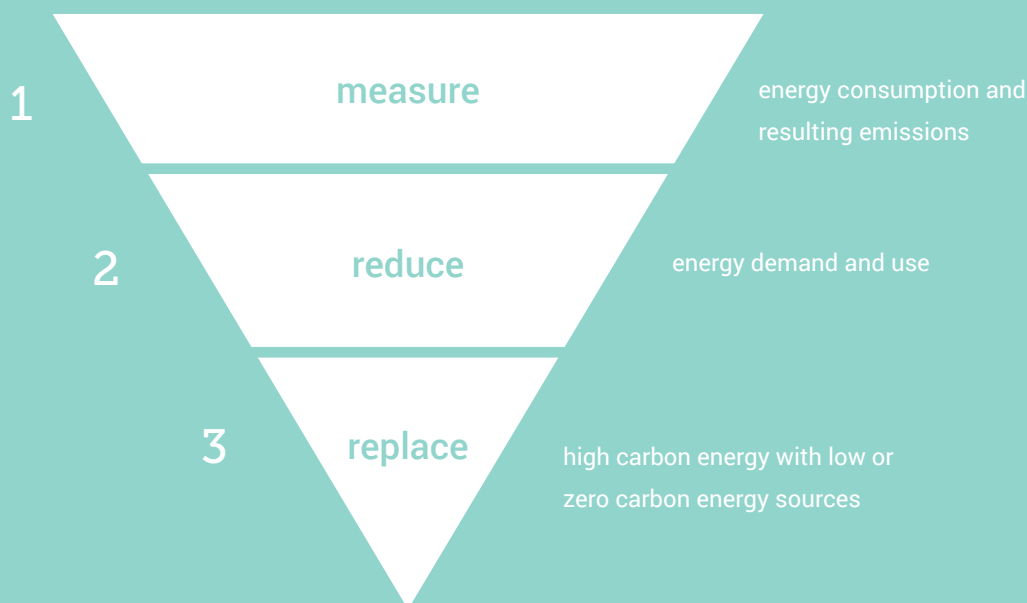 1
measure
energy consumption and
resulting emissions
2
reduce
energy demand and use
3
replace
high carbon energy with low or
zero carbon energy sources